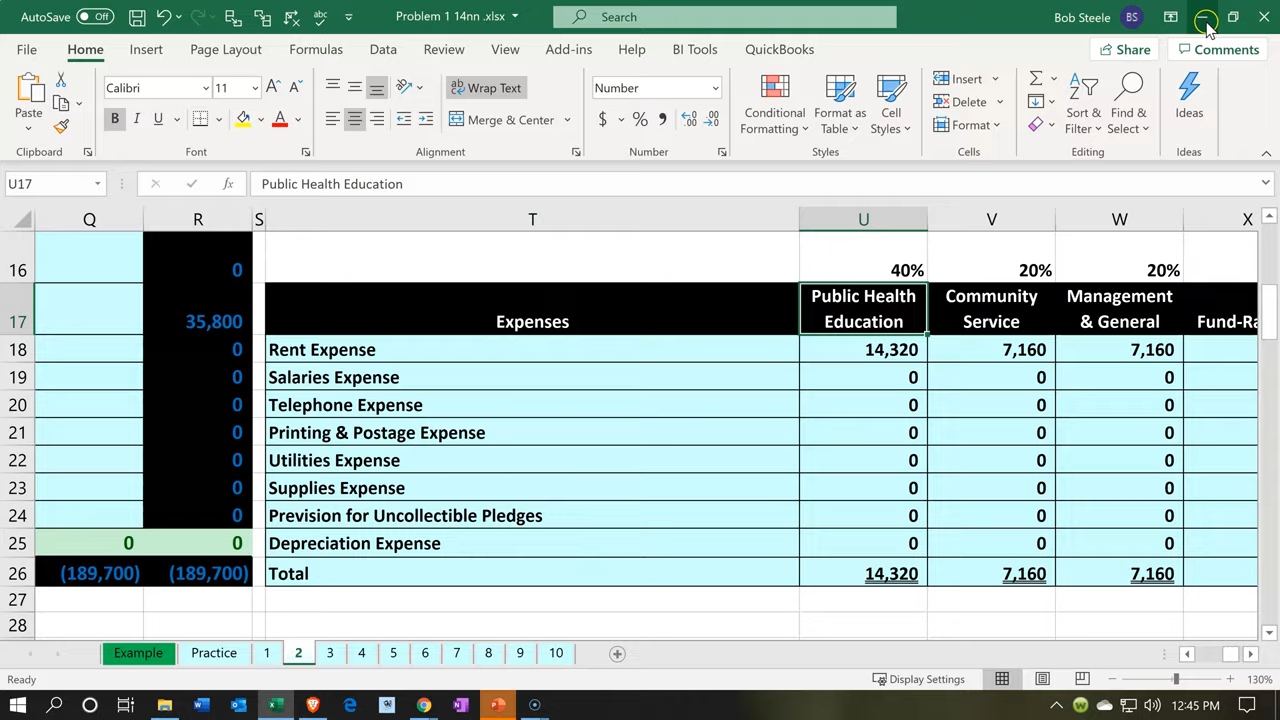 AutoSave Off Problem 1 14nn .xlsx Search Bob Steele BS
File Home Insert Page Layout Formulas Data Review View Add-ins Help BI Tools QuickBooks Share Comments
Paste Calibri 11 A A Wrap Text Number Conditional Formatting Format as Table Cell Styles Insert Delete Format Sort & Filter Find & Select Ideas
B I U A Merge & Center $ % 9
Clipboard Font Alignment Number Styles Cells Editing Ideas
U17 fx Public Health Education
Q R S T U V W X
16 0 40% 20% 20%
17 35,800 Expenses Public Health Education Community Service Management & General Fund-Ra
18 0 Rent Expense 14,320 7,160 7,160
19 0 Salaries Expense 0 0 0
20 0 Telephone Expense 0 0 0
21 0 Printing & Postage Expense 0 0 0
22 0 Utilities Expense 0 0 0
23 0 Supplies Expense 0 0 0
24 0 Prevision for Uncollectible Pledges 0 0 0
25 0 0 Depreciation Expense 0 0 0
26 (189,700) (189,700) Total 14,320 7,160 7,160
27
28
Example Practice 1 2 3 4 5 6 7 8 9 10
Ready Display Settings 130%
12:45 PM